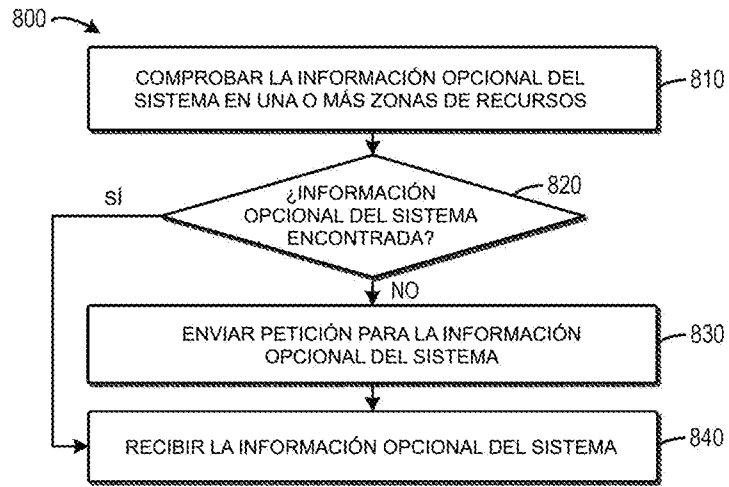 800
COMPROBAR LA INFORMACIÓN OPCIONAL DEL
SISTEMA EN UNA O MÁS ZONAS DE RECURSOS
810
¿INFORMACIÓN
OPCIONAL DEL SISTEMA
ENCONTRADA?
820
SÍ
NO
ENVIAR PETICIÓN PARA LA INFORMACIÓN
OPCIONAL DEL SISTEMA
830
RECIBIR LA INFORMACIÓN OPCIONAL DEL SISTEMA
840